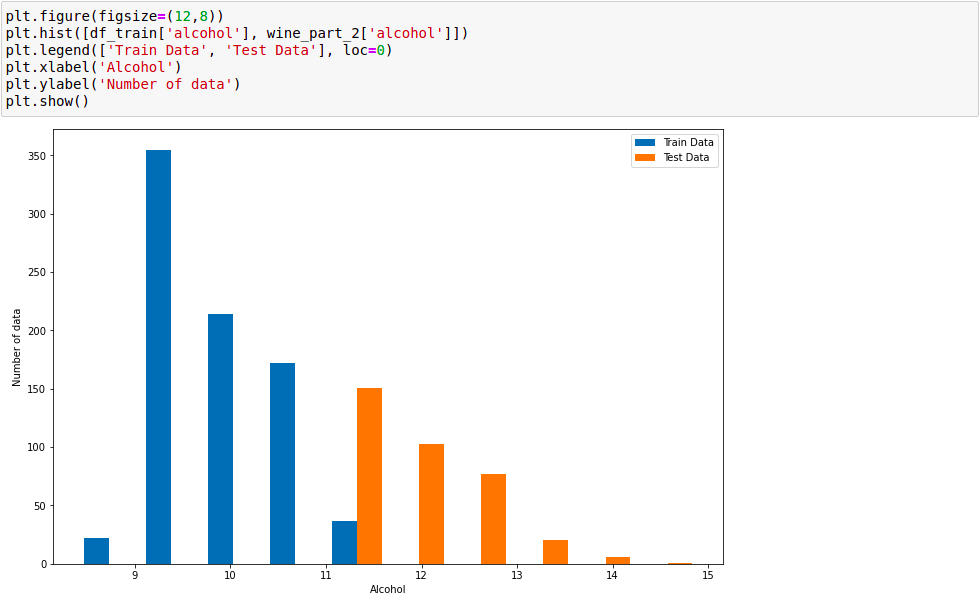 plt.figure(figsize=(12,8))
plt.hist([df_train['alcohol'], wine_part_2['alcohol']])
plt.legend(['Train Data', 'Test Data'], loc=0)
plt.xlabel('Alcohol')
plt.ylabel('Number of data')
plt.show()
Train Data
Test Data
350
300
250
200
150
100
50
0
Number of data
9 10 11 12 13 14 15
Alcohol